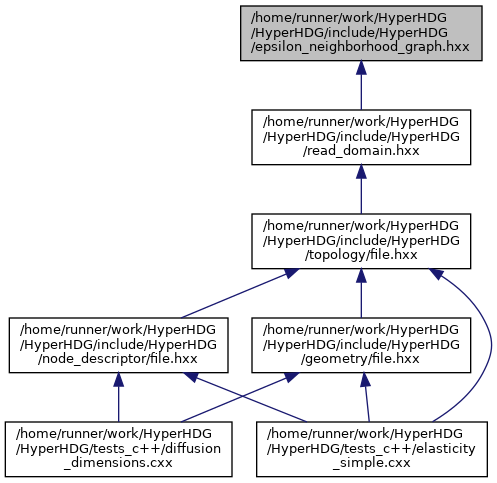 /home/runner/work/HyperHDG
/HyperHDG/include/HyperHDG
/epsilon_neighborhood_graph.hxx
/home/runner/work/HyperHDG
/HyperHDG/include/HyperHDG
/read_domain.hxx
/home/runner/work/HyperHDG
/HyperHDG/include/HyperHDG
/topology/file.hxx
/home/runner/work/HyperHDG
/HyperHDG/include/HyperHDG
/node_descriptor/file.hxx
/home/runner/work/HyperHDG
/HyperHDG/include/HyperHDG
/geometry/file.hxx
/home/runner/work/HyperHDG
/HyperHDG/tests_c++/diffusion
_dimensions.cxx
/home/runner/work/HyperHDG
/HyperHDG/tests_c++/elasticity
_simple.cxx